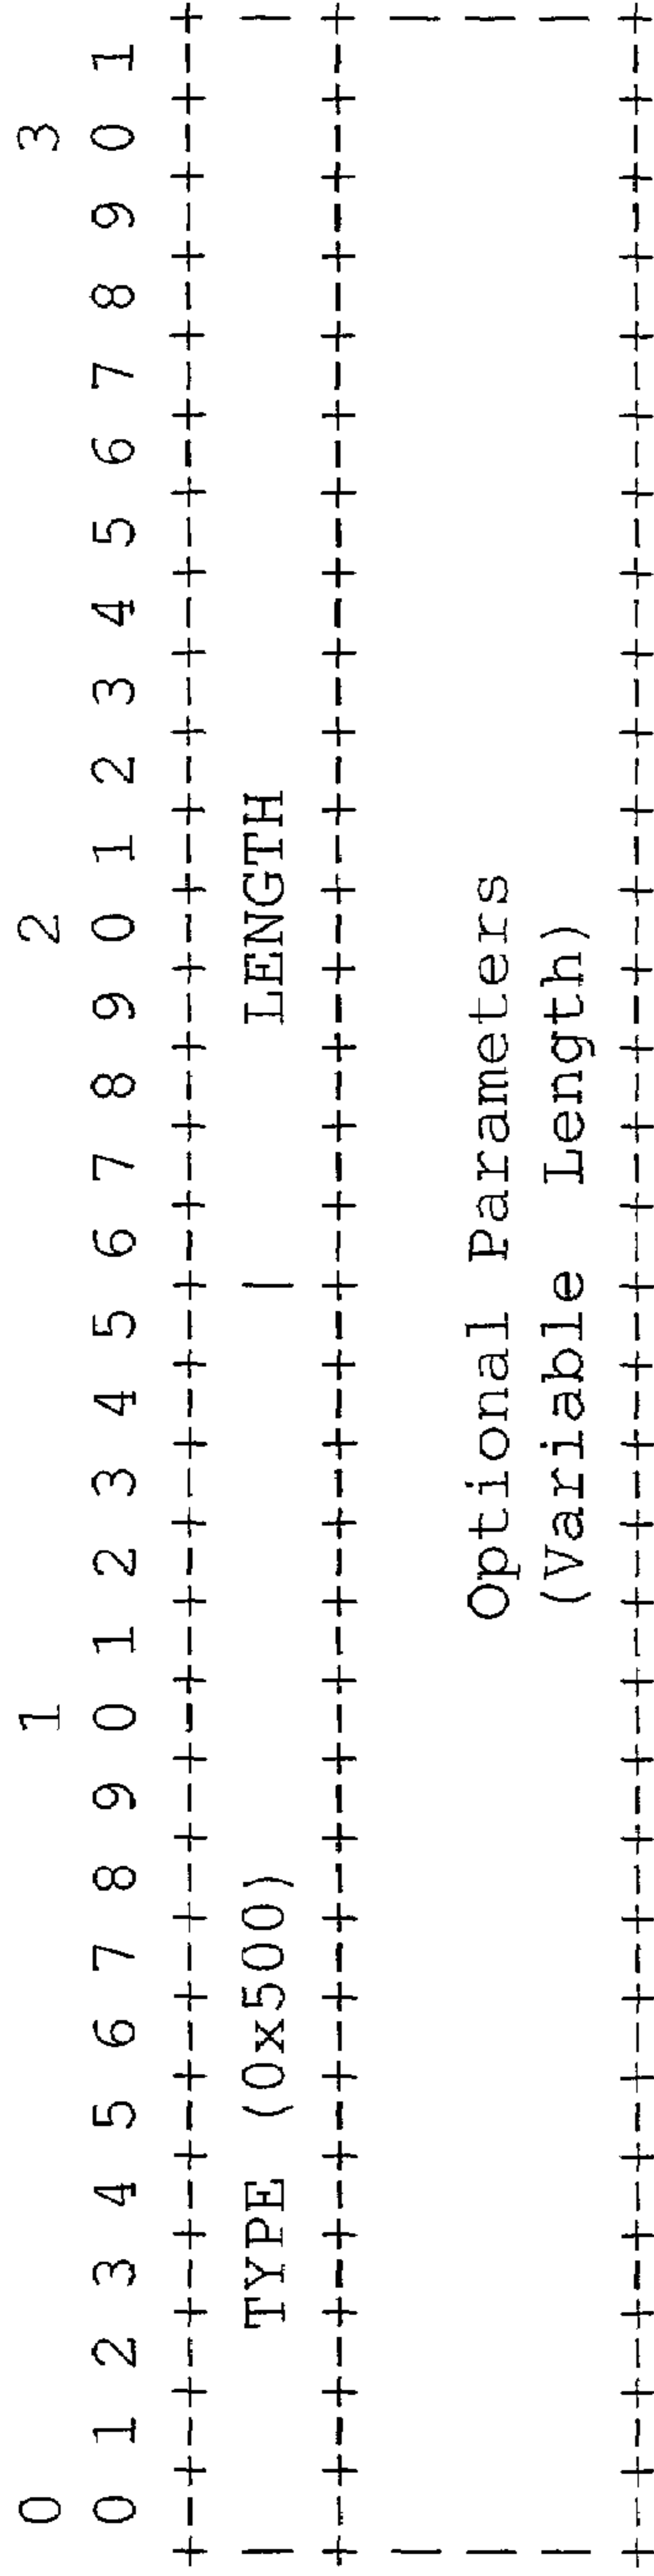 0                   1                   2                   3
 0 1 2 3 4 5 6 7 8 9 0 1 2 3 4 5 6 7 8 9 0 1 2 3 4 5 6 7 8 9 0 1
+-+-+-+-+-+-+-+-+-+-+-+-+-+-+-+-+-+-+-+-+-+-+-+-+-+-+-+-+-+-+-+-+
|     TYPE (0x500)              |      LENGTH                   |
+-+-+-+-+-+-+-+-+-+-+-+-+-+-+-+-+-+-+-+-+-+-+-+-+-+-+-+-+-+-+-+-+
|                                                               |
|                       Optional Parameters                     |
|                       (Variable Length)                       |
+-+-+-+-+-+-+-+-+-+-+-+-+-+-+-+-+-+-+-+-+-+-+-+-+-+-+-+-+-+-+-+-+